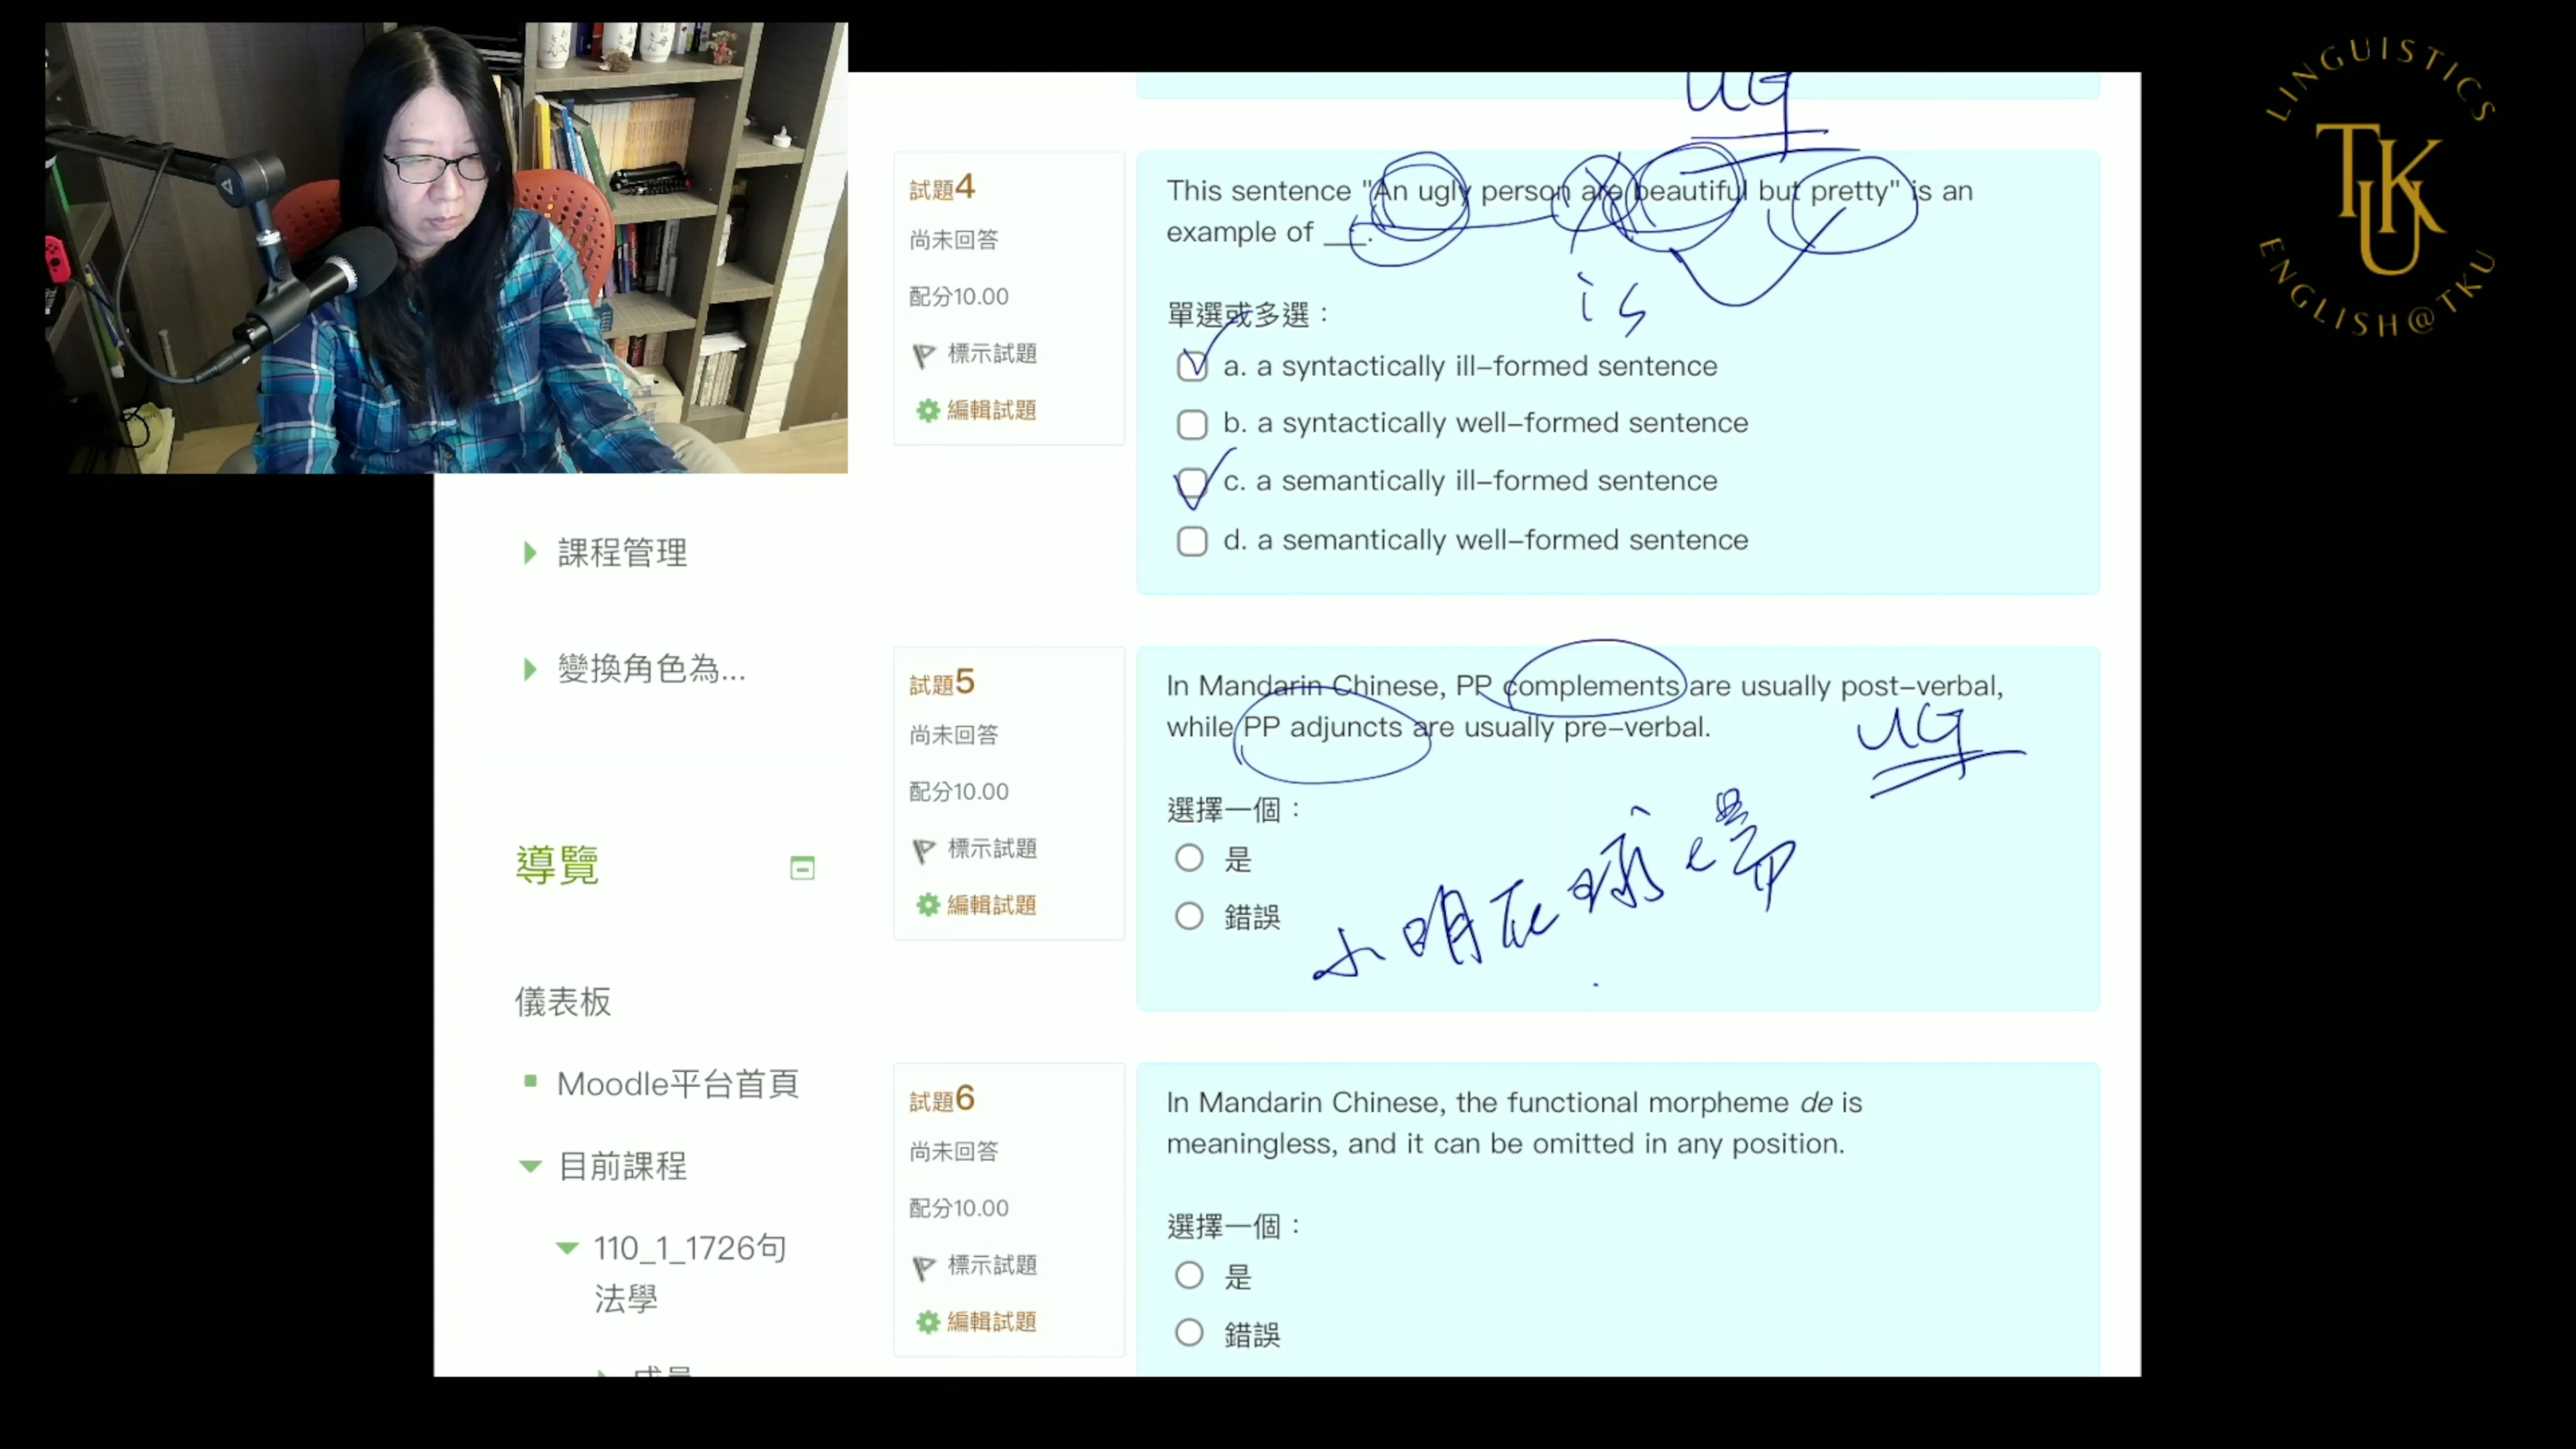 LINGUISTICS
TKU
ENGLISH@TKU
UG
試題4
尚未回答
配分10.00
標示試題
編輯試題
This sentence "An ugly person are beautiful but pretty" is an
example of ___.
is
單選或多選：
a. a syntactically ill-formed sentence
b. a syntactically well-formed sentence
c. a semantically ill-formed sentence
d. a semantically well-formed sentence
課程管理
變換角色為...
導覽
儀表板
Moodle平台首頁
目前課程
110_1_1726句
法學
成員
試題5
尚未回答
配分10.00
標示試題
編輯試題
In Mandarin Chinese, PP complements are usually post-verbal,
while PP adjuncts are usually pre-verbal.
UG
選擇一個：
是
錯誤
小明在
試題6
尚未回答
配分10.00
標示試題
編輯試題
In Mandarin Chinese, the functional morpheme de is
meaningless, and it can be omitted in any position.
選擇一個：
是
錯誤